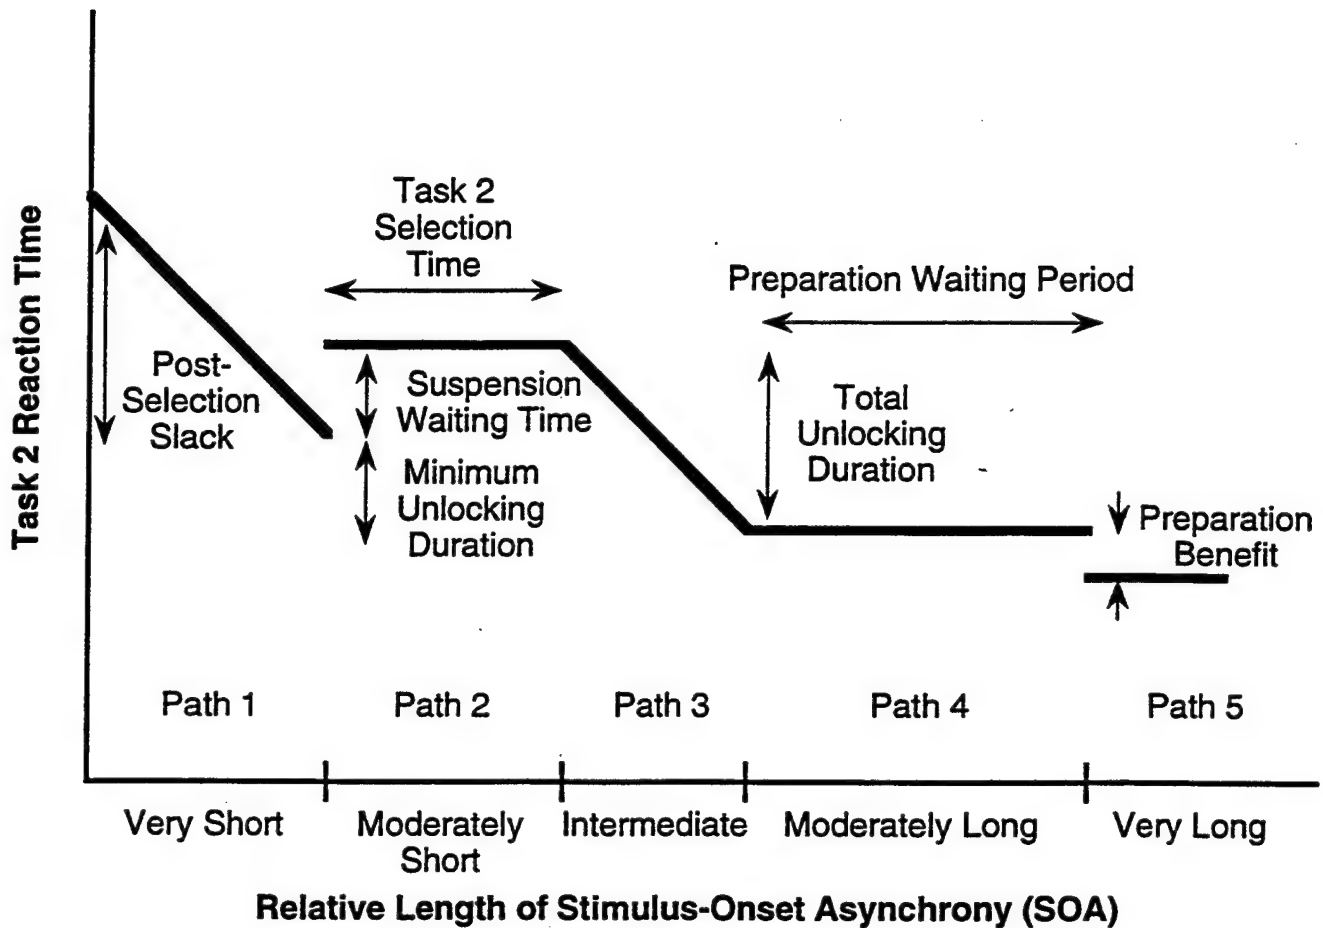 Task 2 Reaction Time
Task 2
Selection
Time
Preparation Waiting Period
Post-
Selection
Slack
Suspension
Waiting Time
Minimum
Unlocking
Duration
Total
Unlocking
Duration
Preparation
Benefit
Path 1
Path 2
Path 3
Path 4
Path 5
Very Short
Moderately
Short
Intermediate
Moderately Long
Very Long
Relative Length of Stimulus-Onset Asynchrony (SOA)